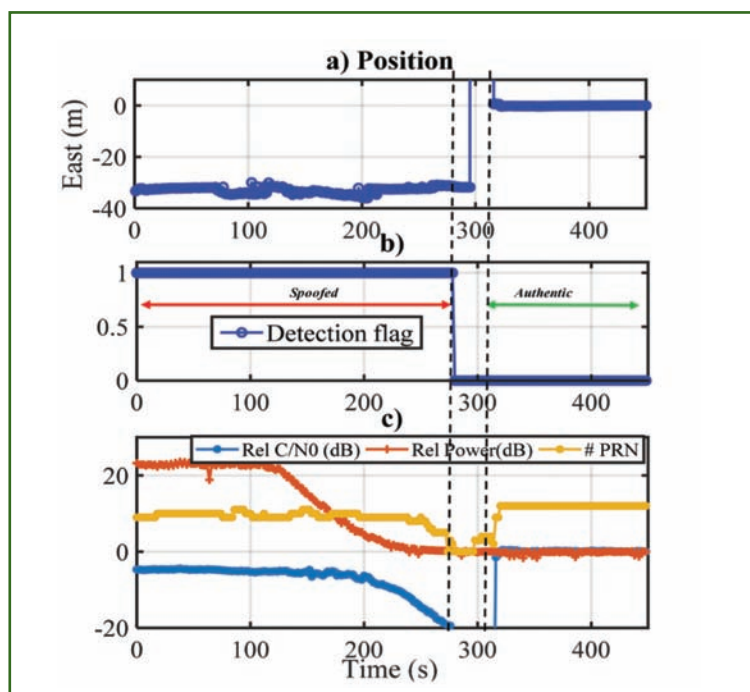 a) Position
0
-20
-40
East (m)
0 100 200 300 400
b)
1
0.5
0
Spoofed
Authentic
Detection flag
0 100 200 300 400
c)
Rel C/N0 (dB) Rel Power(dB) # PRN
20
0
-20
0 100 200 300 400
Time (s)